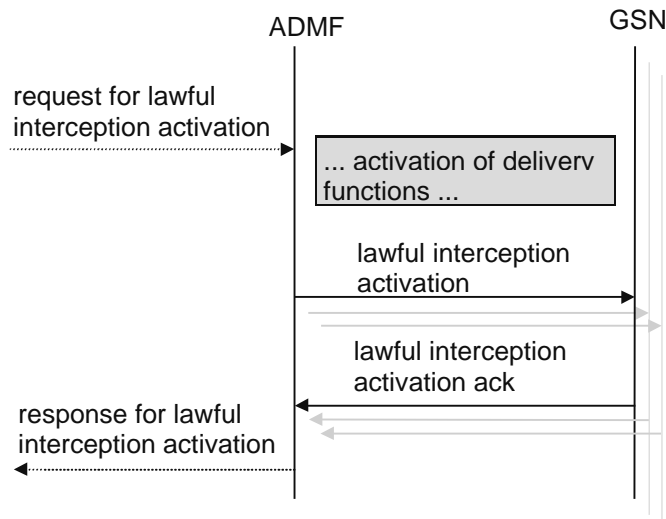 ADMF
GSN
request for lawful
interception activation
... activation of deliverv
functions ...
lawful interception
activation
lawful interception
activation ack
response for lawful
interception activation